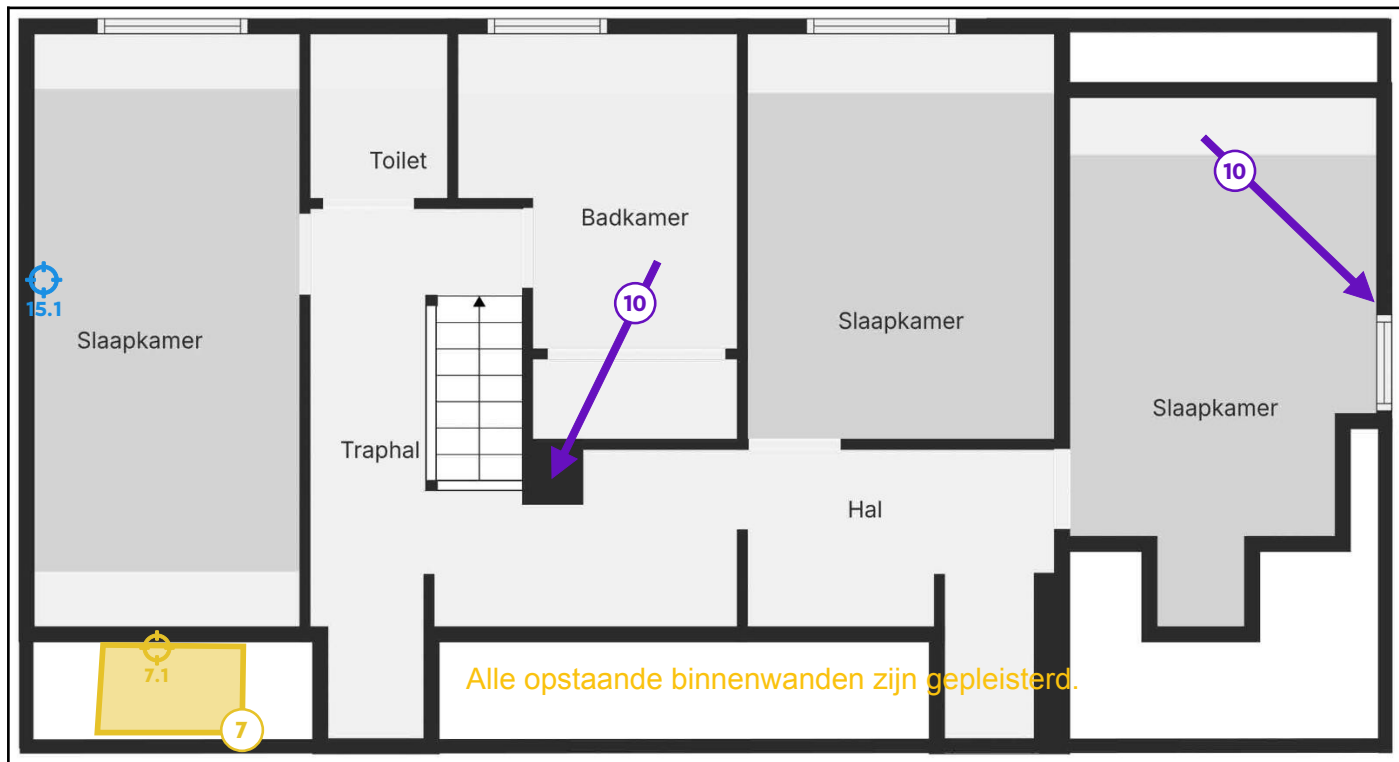 Toilet
10
Badkamer
15.1
10
Slaapkamer
Slaapkamer
Slaapkamer
Traphal
Hal
7.1
Alle opstaande binnenwanden zijn gepleisterd.
7